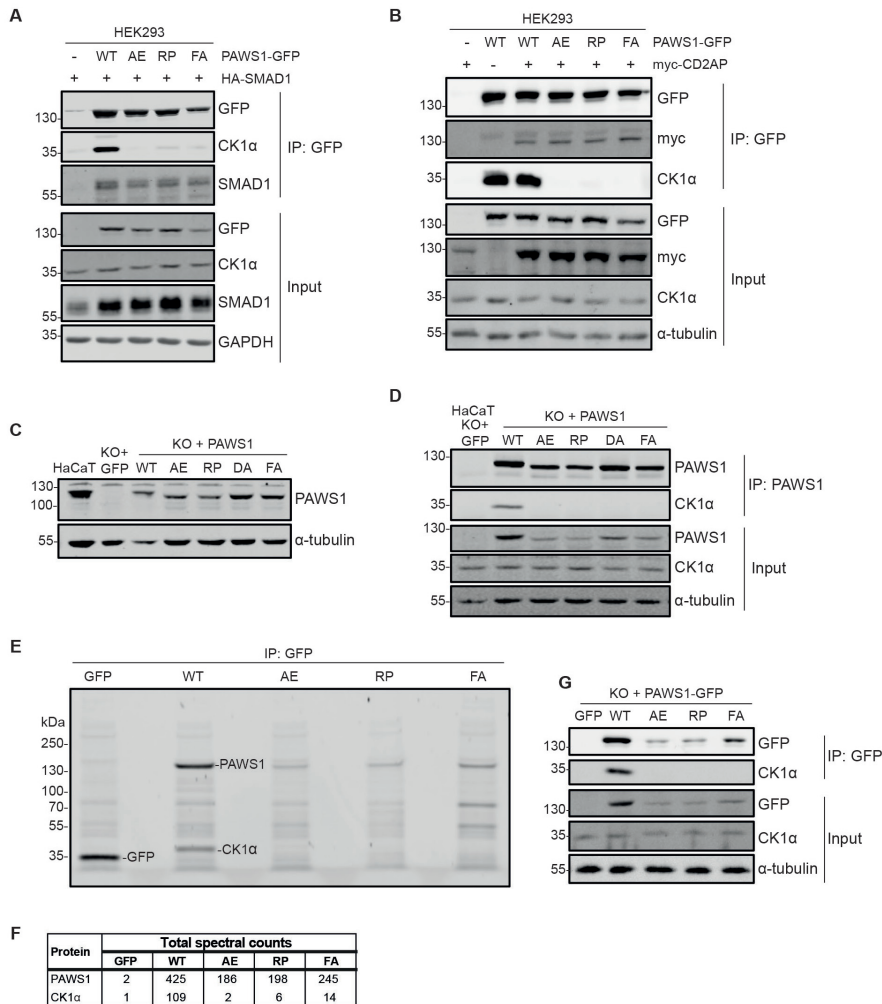 A
HEK293
- WT AE RP FA PAWS1-GFP
+ + + + + HA-SMAD1
130- GFP
35- CK1α
55- SMAD1
IP: GFP
130- GFP
35- CK1α
55- SMAD1
35- GAPDH
Input
B
HEK293
- WT WT AE RP FA PAWS1-GFP
+ - + + + + myc-CD2AP
130- GFP
130- myc
35- CK1α
IP: GFP
130- GFP
130- myc
35- CK1α
55- α-tubulin
Input
C
KO + PAWS1
HaCaT KO+ GFP WT AE RP DA FA
130-
100-
PAWS1
55- α-tubulin
D
HaCaT KO+ GFP
KO + PAWS1
WT AE RP DA FA
130- PAWS1
35- CK1α
IP: PAWS1
130- PAWS1
35- CK1α
55- α-tubulin
Input
E
IP: GFP
GFP WT AE RP FA
kDa
250-
130- -PAWS1
100-
70-
55-
35- -GFP -CK1α
G
KO + PAWS1-GFP
GFP WT AE RP FA
130- GFP
35- CK1α
IP: GFP
130- GFP
35- CK1α
55- α-tubulin
Input
F
Protein Total spectral counts
GFP WT AE RP FA
PAWS1 2 425 186 198 245
CK1α 1 109 2 6 14